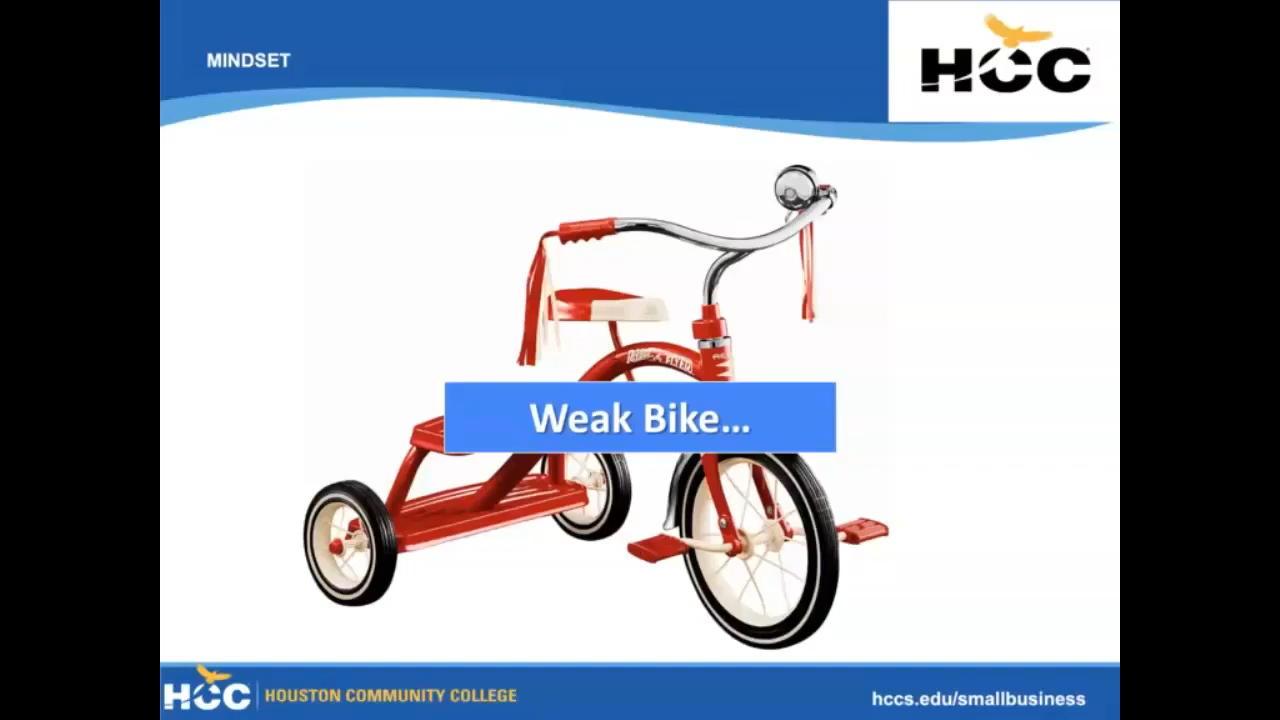 MINDSET
HCC
Weak Bike...
HCC
HOUSTON COMMUNITY COLLEGE
hccs.edu/smallbusiness